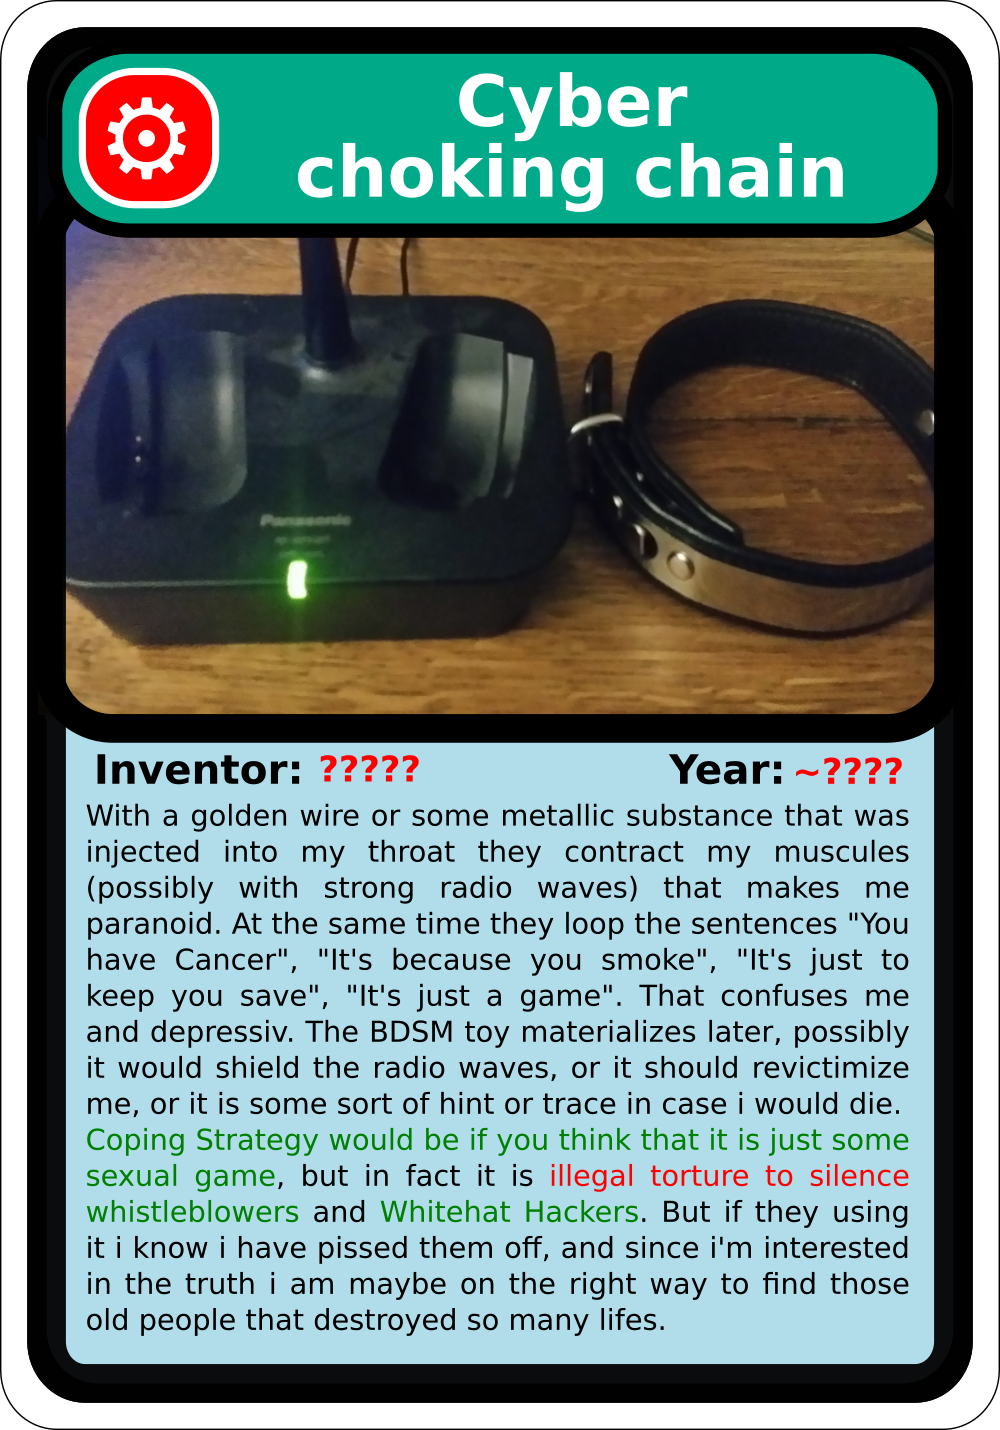 Cyber
choking chain
Panasonic
Inventor: ????? Year: ~????
With a golden wire or some metallic substance that was
injected into my throat they contract my muscules
(possibly with strong radio waves) that makes me
paranoid. At the same time they loop the sentences "You
have Cancer", "It's because you smoke", "It's just to
keep you save", "It's just a game". That confuses me
and depressiv. The BDSM toy materializes later, possibly
it would shield the radio waves, or it should revictimize
me, or it is some sort of hint or trace in case i would die.
Coping Strategy would be if you think that it is just some
sexual game, but in fact it is illegal torture to silence
whistleblowers and Whitehat Hackers. But if they using
it i know i have pissed them off, and since i'm interested
in the truth i am maybe on the right way to find those
old people that destroyed so many lifes.